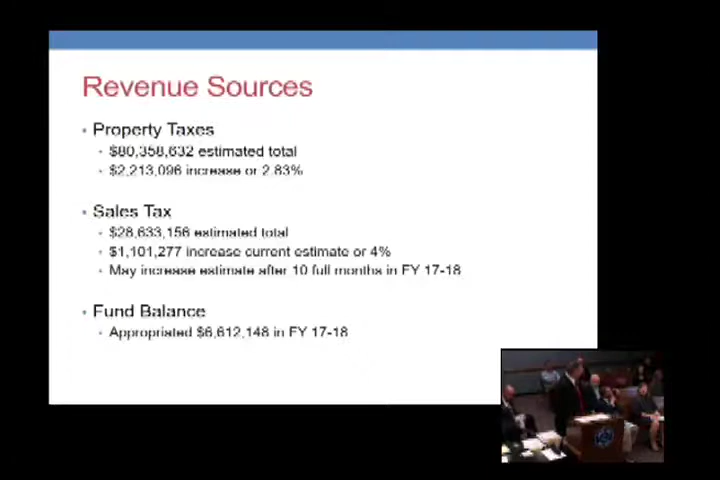 Revenue Sources
• Property Taxes
• $80,358,632 estimated total
• $2,213,096 increase or 2.83%
• Sales Tax
• $28,633,156 estimated total
• $1,101,277 increase current estimate or 4%
• May increase estimate after 10 full months in FY 17-18
• Fund Balance
• Appropriated $6,612,148 in FY 17-18